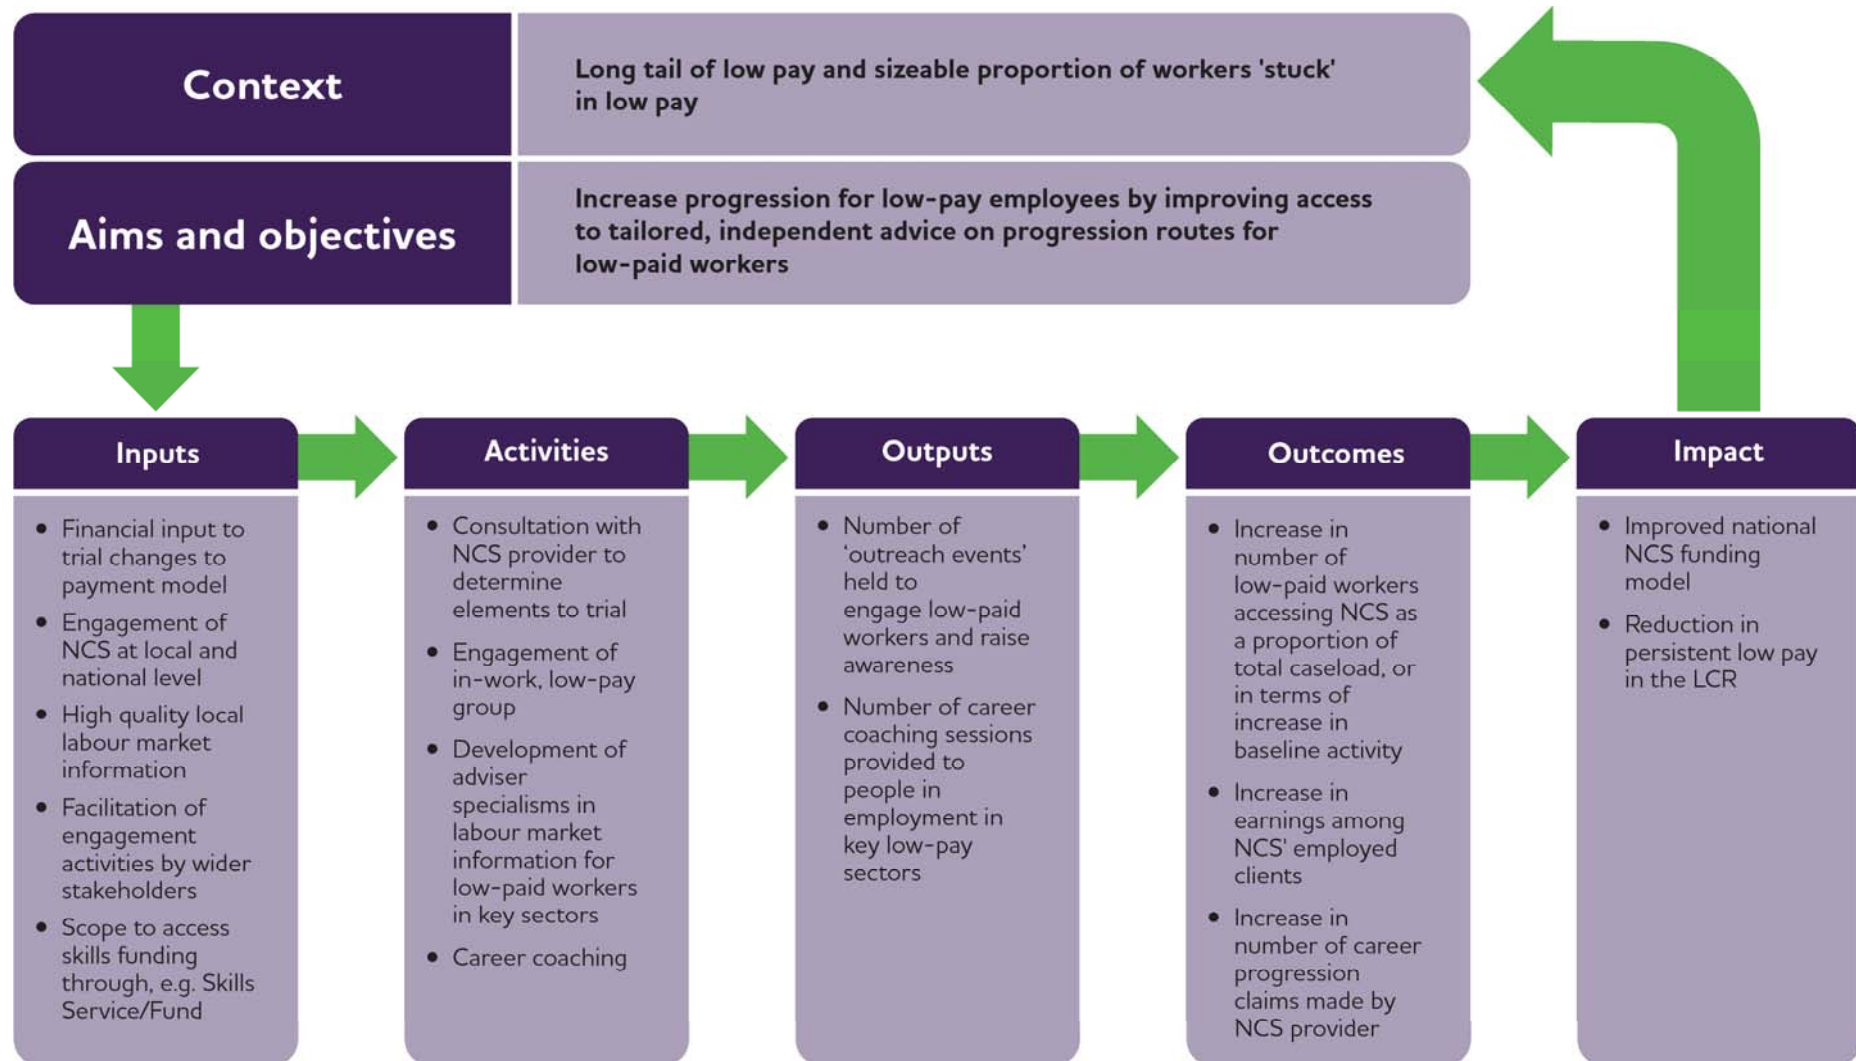 Context
Long tail of low pay and sizeable proportion of workers 'stuck'
in low pay
Aims and objectives
Increase progression for low-pay employees by improving access
to tailored, independent advice on progression routes for
low-paid workers
Inputs
• Financial input to
trial changes to
payment model
• Engagement of
NCS at local and
national level
• High quality local
labour market
information
• Facilitation of
engagement
activities by wider
stakeholders
• Scope to access
skills funding
through, e.g. Skills
Service/Fund
Activities
• Consultation with
NCS provider to
determine
elements to trial
• Engagement of
in-work, low-pay
group
• Development of
adviser
specialisms in
labour market
information for
low-paid workers
in key sectors
• Career coaching
Outputs
• Number of
‘outreach events’
held to
engage low-paid
workers and raise
awareness
• Number of career
coaching sessions
provided to
people in
employment in
key low-pay
sectors
Outcomes
• Increase in
number of
low-paid workers
accessing NCS as
a proportion of
total caseload, or
in terms of
increase in
baseline activity
• Increase in
earnings among
NCS' employed
clients
• Increase in
number of career
progression
claims made by
NCS provider
Impact
• Improved national
NCS funding
model
• Reduction in
persistent low pay
in the LCR